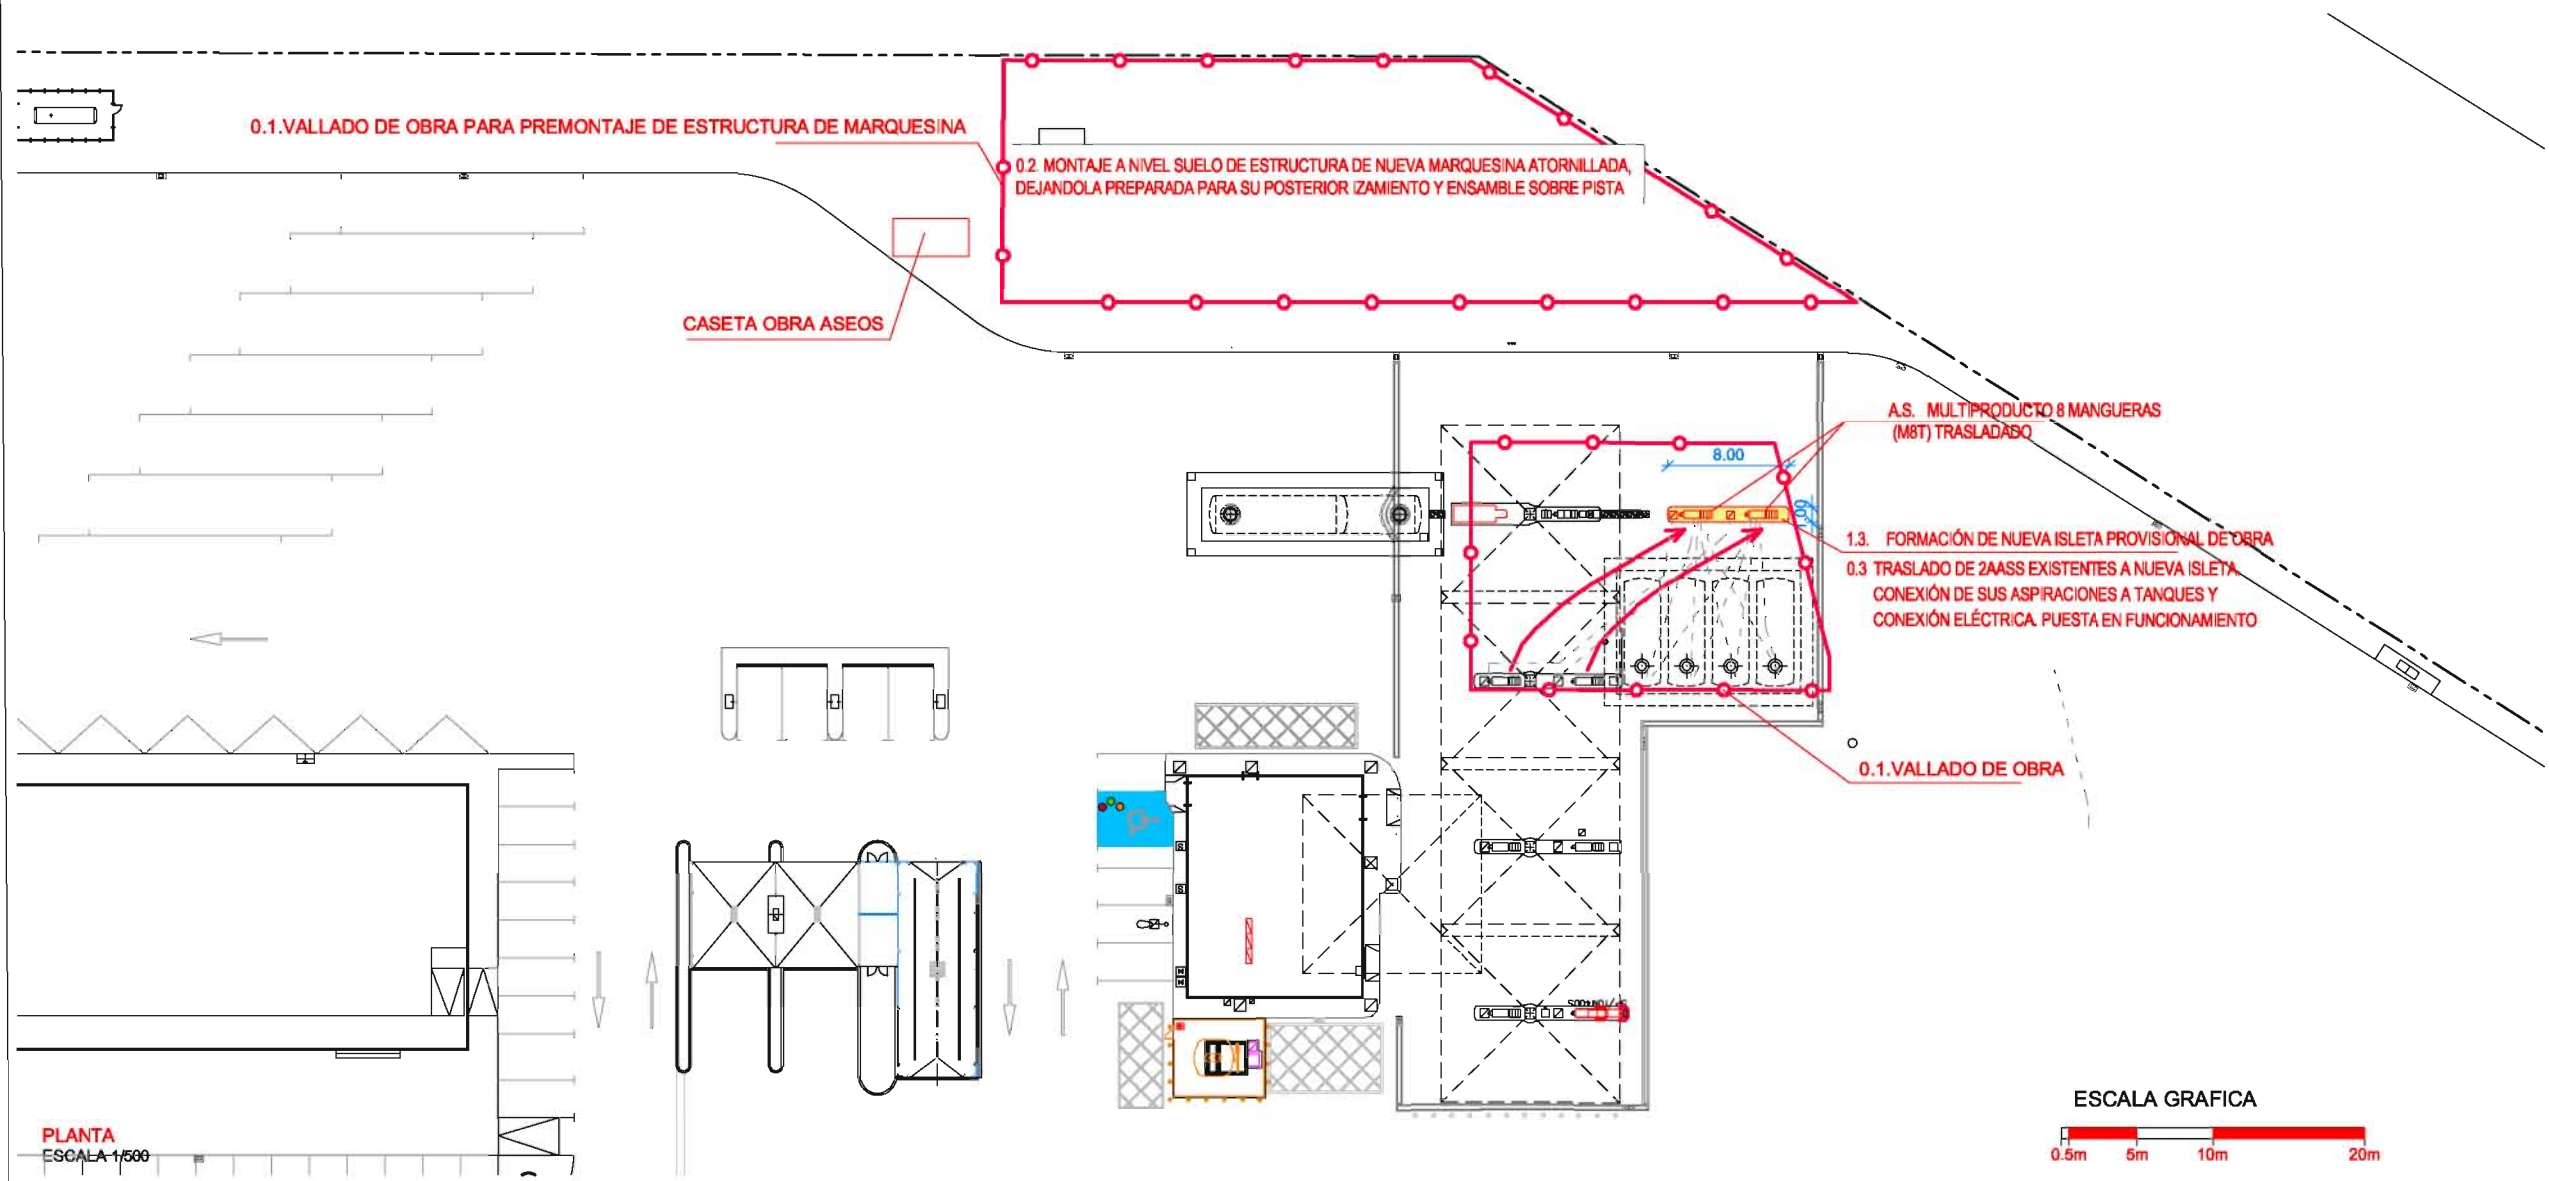 0.1.VALLADO DE OBRA PARA PREMONTAJE DE ESTRUCTURA DE MARQUESINA
0.2. MONTAJE A NIVEL SUELO DE ESTRUCTURA DE NUEVA MARQUESINA ATORNILLADA,
DEJANDOLA PREPARADA PARA SU POSTERIOR IZAMIENTO Y ENSAMBLE SOBRE PISTA
CASETA OBRA ASEOS
A.S. MULTIPRODUCTO 8 MANGUERAS
(M8T) TRASLADADO
8.00
1.00
1.3. FORMACIÓN DE NUEVA ISLETA PROVISIONAL DE OBRA
0.3 TRASLADO DE 2AASS EXISTENTES A NUEVA ISLETA.
CONEXIÓN DE SUS ASPIRACIONES A TANQUES Y
CONEXIÓN ELÉCTRICA. PUESTA EN FUNCIONAMIENTO
0.1.VALLADO DE OBRA
PLANTA
ESCALA 1/500
ESCALA GRAFICA
0.5m 5m 10m 20m